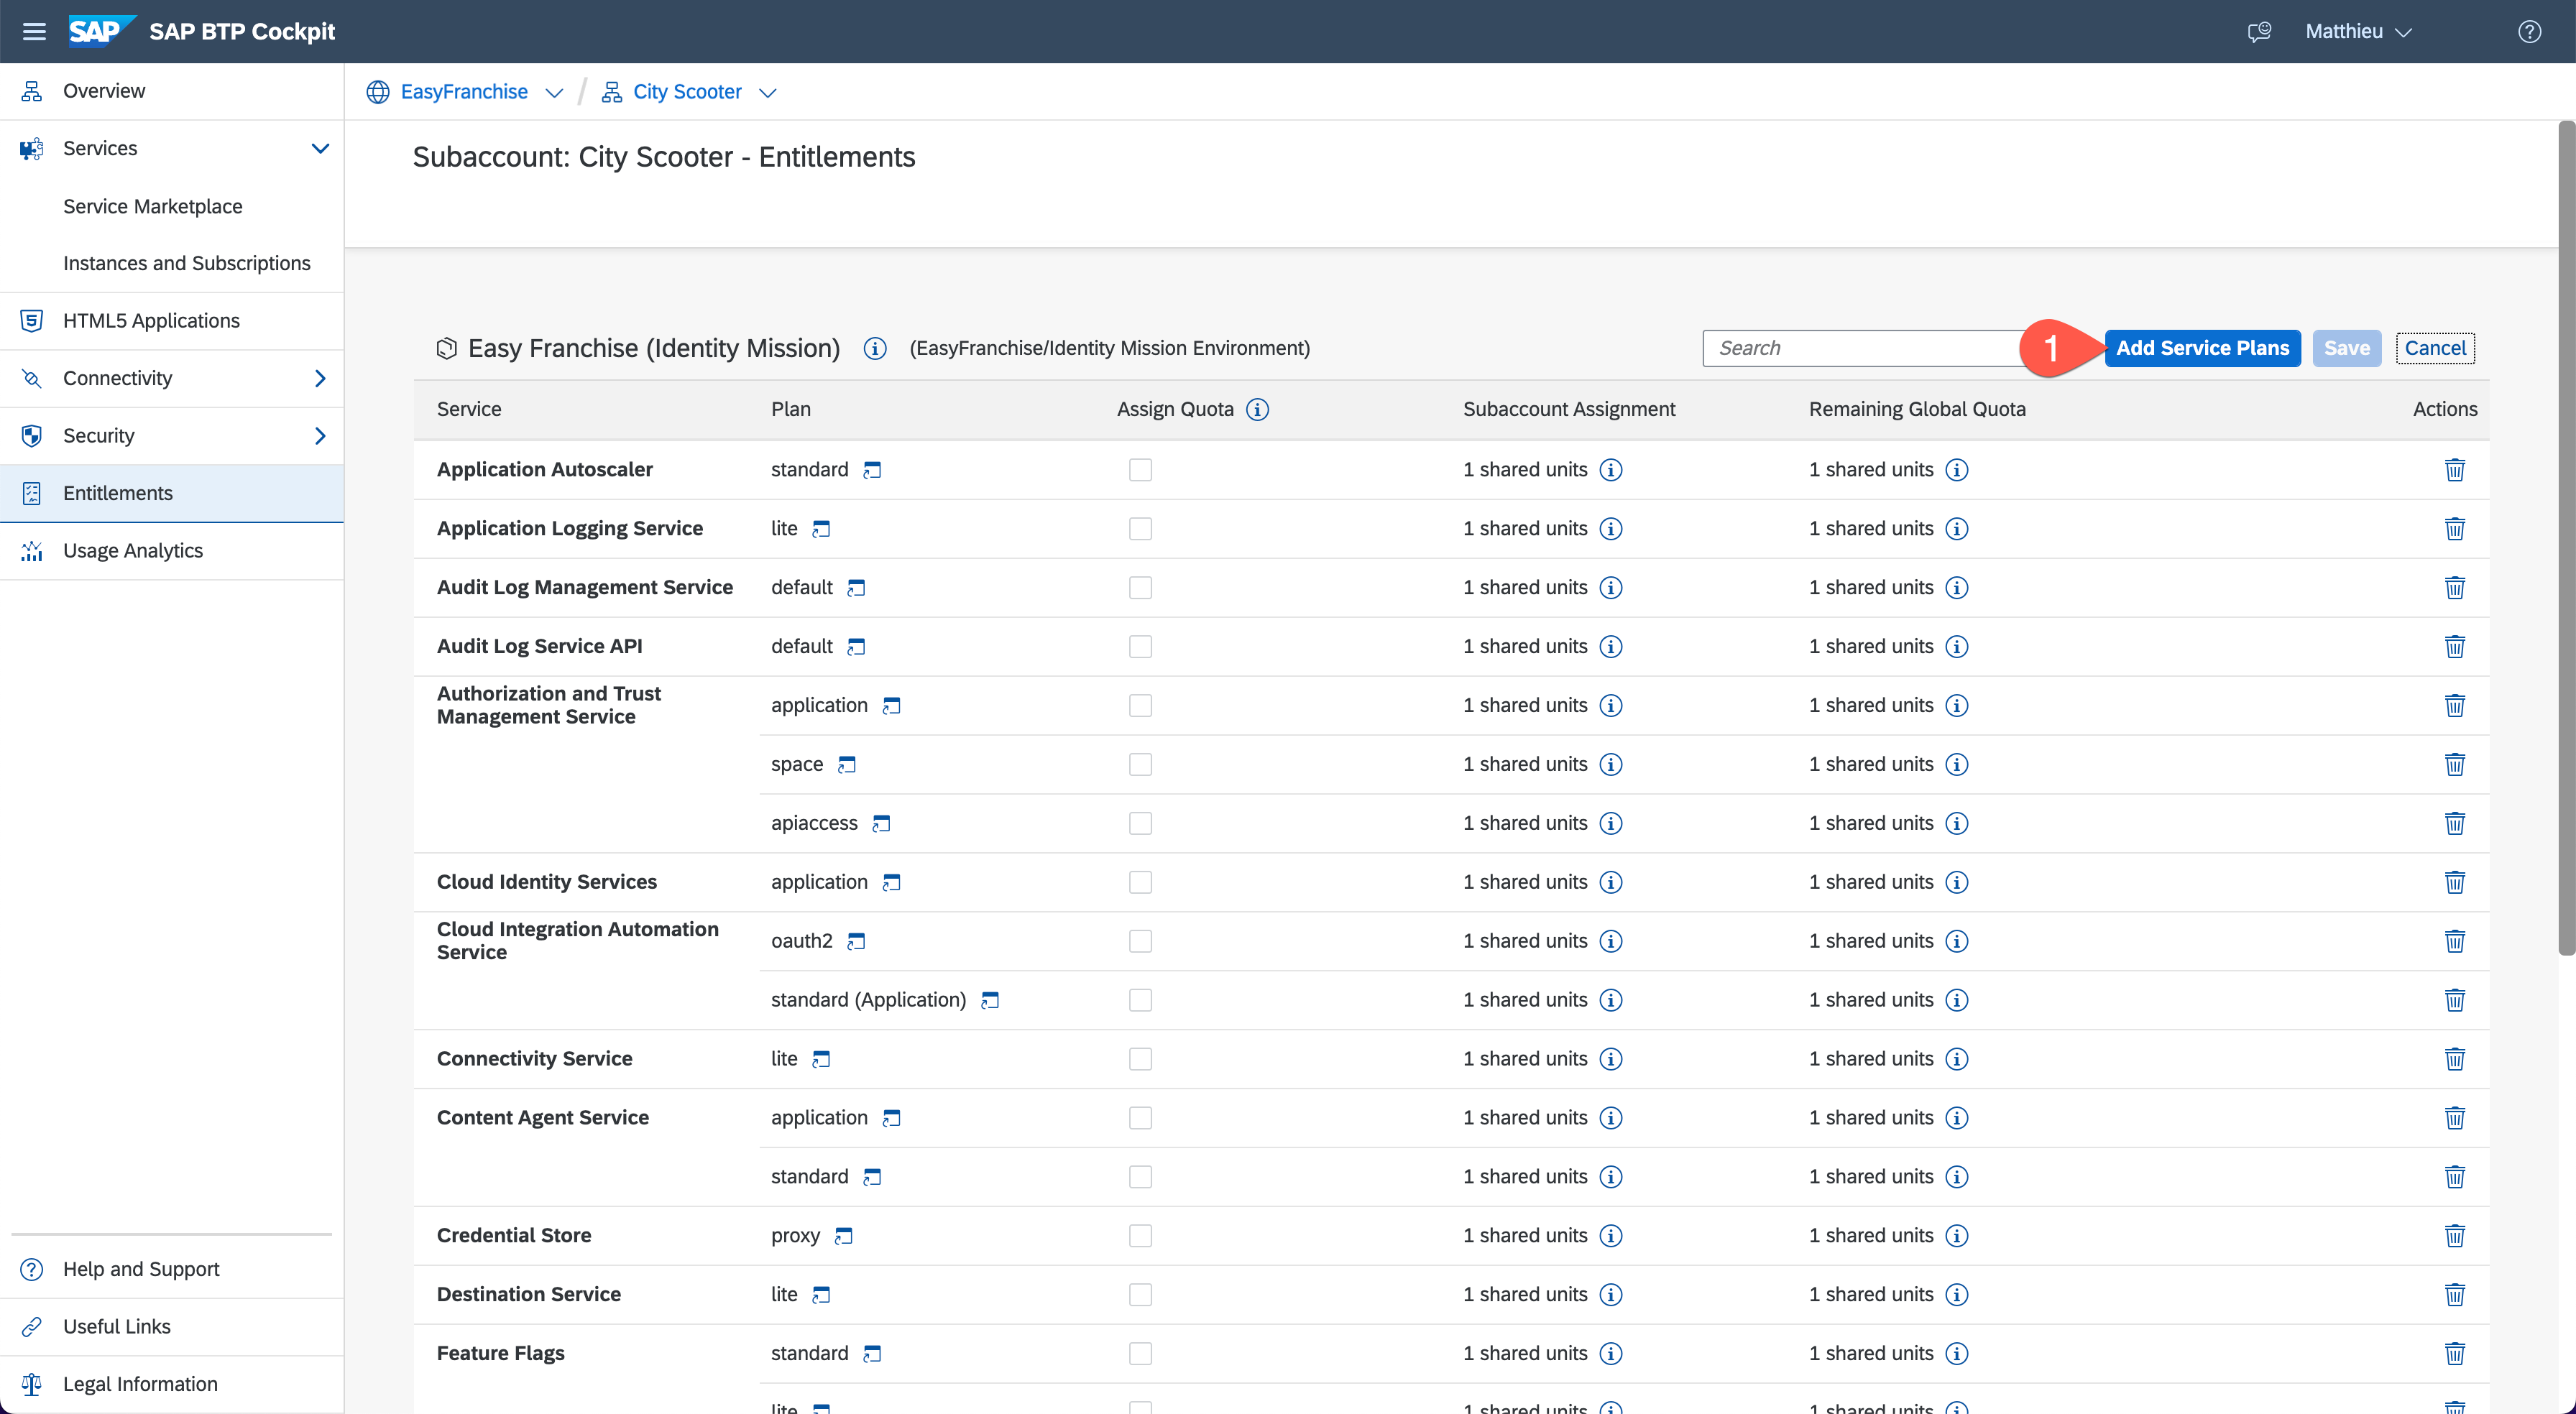 SAP SAP BTP Cockpit
Matthieu
Overview
Services
Service Marketplace
Instances and Subscriptions
HTML5 Applications
Connectivity
Security
Entitlements
Usage Analytics
Help and Support
Useful Links
Legal Information
EasyFranchise / City Scooter
Subaccount: City Scooter - Entitlements
Easy Franchise (Identity Mission) (EasyFranchise/Identity Mission Environment)
Search 1 Add Service Plans Save Cancel
Service Plan Assign Quota Subaccount Assignment Remaining Global Quota Actions
Application Autoscaler standard 1 shared units 1 shared units
Application Logging Service lite 1 shared units 1 shared units
Audit Log Management Service default 1 shared units 1 shared units
Audit Log Service API default 1 shared units 1 shared units
Authorization and Trust
Management Service application 1 shared units 1 shared units
space 1 shared units 1 shared units
apiaccess 1 shared units 1 shared units
Cloud Identity Services application 1 shared units 1 shared units
Cloud Integration Automation
Service oauth2 1 shared units 1 shared units
standard (Application) 1 shared units 1 shared units
Connectivity Service lite 1 shared units 1 shared units
Content Agent Service application 1 shared units 1 shared units
standard 1 shared units 1 shared units
Credential Store proxy 1 shared units 1 shared units
Destination Service lite 1 shared units 1 shared units
Feature Flags standard 1 shared units 1 shared units
lite 1 shared units 1 shared units